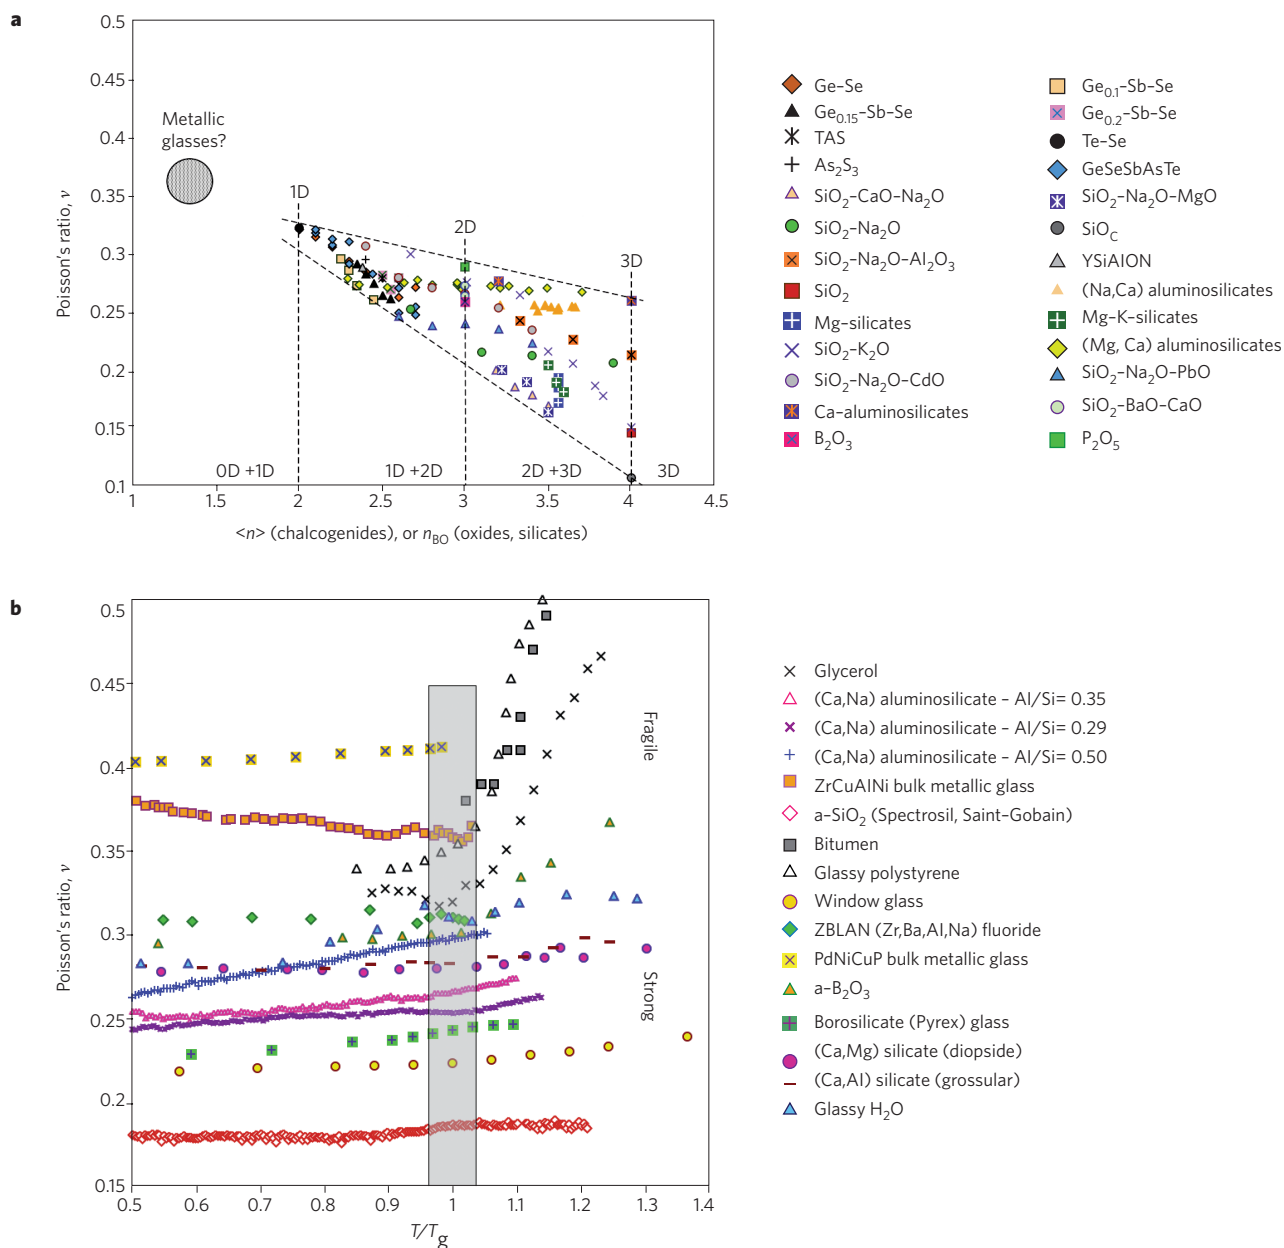 a
0.5
0.45
0.4
0.35
0.3
0.25
0.2
0.15
0.1
Poisson's ratio, ν
Metallic
glasses?
1D
2D
3D
0D +1D
1D +2D
2D +3D
3D
1
1.5
2
2.5
3
3.5
4
4.5
<n> (chalcogenides), or n_BO (oxides, silicates)
Ge–Se
Ge₀.₁₅–Sb–Se
TAS
As₂S₃
SiO₂–CaO–Na₂O
SiO₂–Na₂O
SiO₂–Na₂O–Al₂O₃
SiO₂
Mg–silicates
SiO₂–K₂O
SiO₂–Na₂O–CdO
Ca–aluminosilicates
B₂O₃
Ge₀.₁–Sb–Se
Ge₀.₂–Sb–Se
Te–Se
GeSeSbAsTe
SiO₂–Na₂O–MgO
SiO_C
YSiAlON
(Na,Ca) aluminosilicates
Mg–K–silicates
(Mg, Ca) aluminosilicates
SiO₂–Na₂O–PbO
SiO₂–BaO–CaO
P₂O₅
b
0.5
0.45
0.4
0.35
0.3
0.25
0.2
0.15
Poisson's ratio, ν
Fragile
Strong
0.5
0.6
0.7
0.8
0.9
1
1.1
1.2
1.3
1.4
T/T_g
Glycerol
(Ca,Na) aluminosilicate – Al/Si= 0.35
(Ca,Na) aluminosilicate – Al/Si= 0.29
(Ca,Na) aluminosilicate – Al/Si= 0.50
ZrCuAlNi bulk metallic glass
a-SiO₂ (Spectrosil, Saint–Gobain)
Bitumen
Glassy polystyrene
Window glass
ZBLAN (Zr,Ba,Al,Na) fluoride
PdNiCuP bulk metallic glass
a–B₂O₃
Borosilicate (Pyrex) glass
(Ca,Mg) silicate (diopside)
(Ca,Al) silicate (grossular)
Glassy H₂O